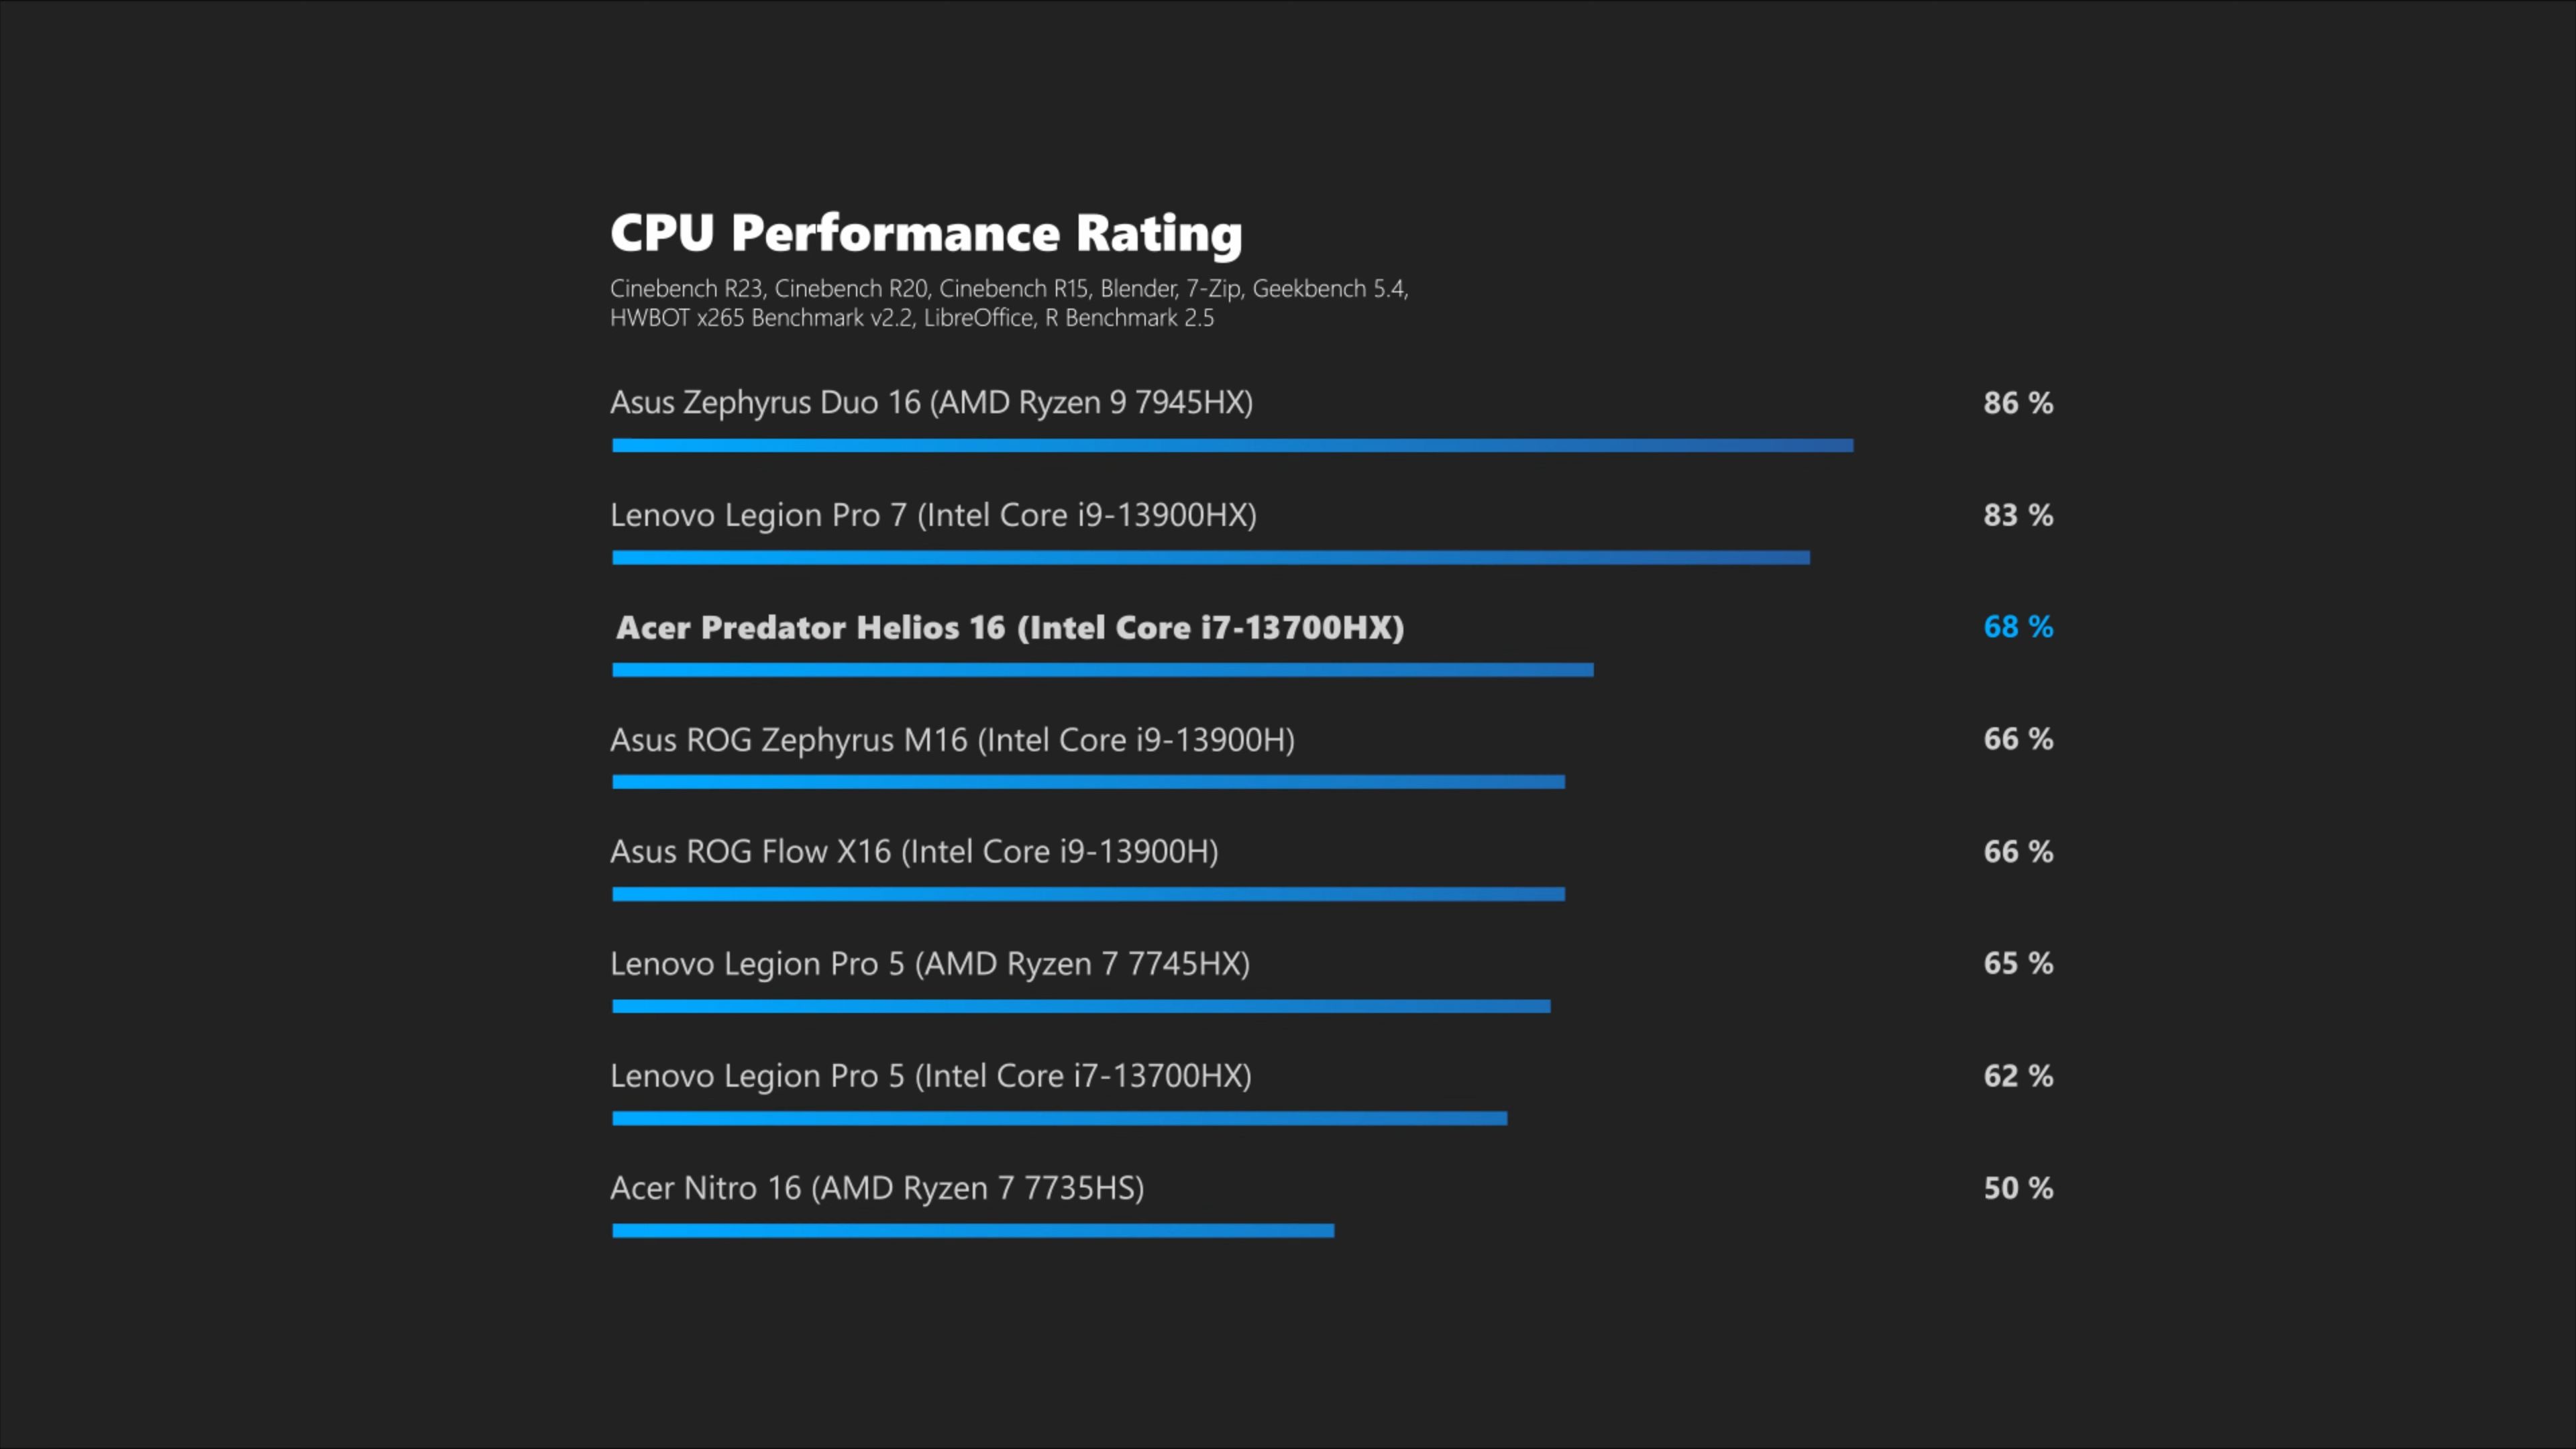 CPU Performance Rating
Cinebench R23, Cinebench R20, Cinebench R15, Blender, 7-Zip, Geekbench 5.4,
HWBOT x265 Benchmark v2.2, LibreOffice, R Benchmark 2.5
Asus Zephyrus Duo 16 (AMD Ryzen 9 7945HX) 86 %
Lenovo Legion Pro 7 (Intel Core i9-13900HX) 83 %
Acer Predator Helios 16 (Intel Core i7-13700HX) 68 %
Asus ROG Zephyrus M16 (Intel Core i9-13900H) 66 %
Asus ROG Flow X16 (Intel Core i9-13900H) 66 %
Lenovo Legion Pro 5 (AMD Ryzen 7 7745HX) 65 %
Lenovo Legion Pro 5 (Intel Core i7-13700HX) 62 %
Acer Nitro 16 (AMD Ryzen 7 7735HS) 50 %